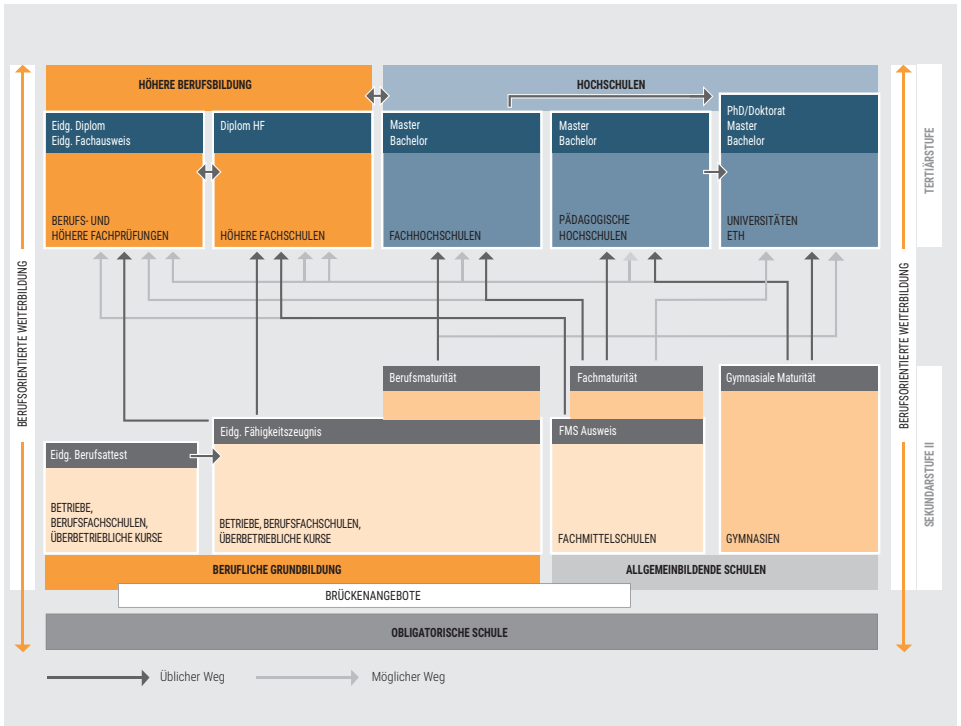 HÖHERE BERUFSBILDUNG
HOCHSCHULEN
Eidg. Diplom
Eidg. Fachausweis
Diplom HF
Master
Bachelor
Master
Bachelor
PhD/Doktorat
Master
Bachelor
BERUFS- UND
HÖHERE FACHPRÜFUNGEN
HÖHERE FACHSCHULEN
FACHHOCHSCHULEN
PÄDAGOGISCHE
HOCHSCHULEN
UNIVERSITÄTEN
ETH
TERTIÄRSTUFE
BERUFSORIENTIERTE WEITERBILDUNG
BERUFSORIENTIERTE WEITERBILDUNG
Berufsmaturität
Fachmaturität
Gymnasiale Maturität
Eidg. Fähigkeitszeugnis
FMS Ausweis
Eidg. Berufsattest
SEKUNDARSTUFE II
BETRIEBE,
BERUFSFACHSCHULEN,
ÜBERBETRIEBLICHE KURSE
BETRIEBE, BERUFSFACHSCHULEN,
ÜBERBETRIEBLICHE KURSE
FACHMITTELSCHULEN
GYMNASIEN
BERUFLICHE GRUNDBILDUNG
ALLGEMEINBILDENDE SCHULEN
BRÜCKENANGEBOTE
OBLIGATORISCHE SCHULE
Üblicher Weg
Möglicher Weg